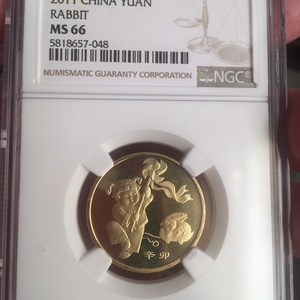 2011 CHINA YUAN
RABBIT
MS 66
5818657-048
NUMISMATIC GUARANTY CORPORATION
NGC
辛卯